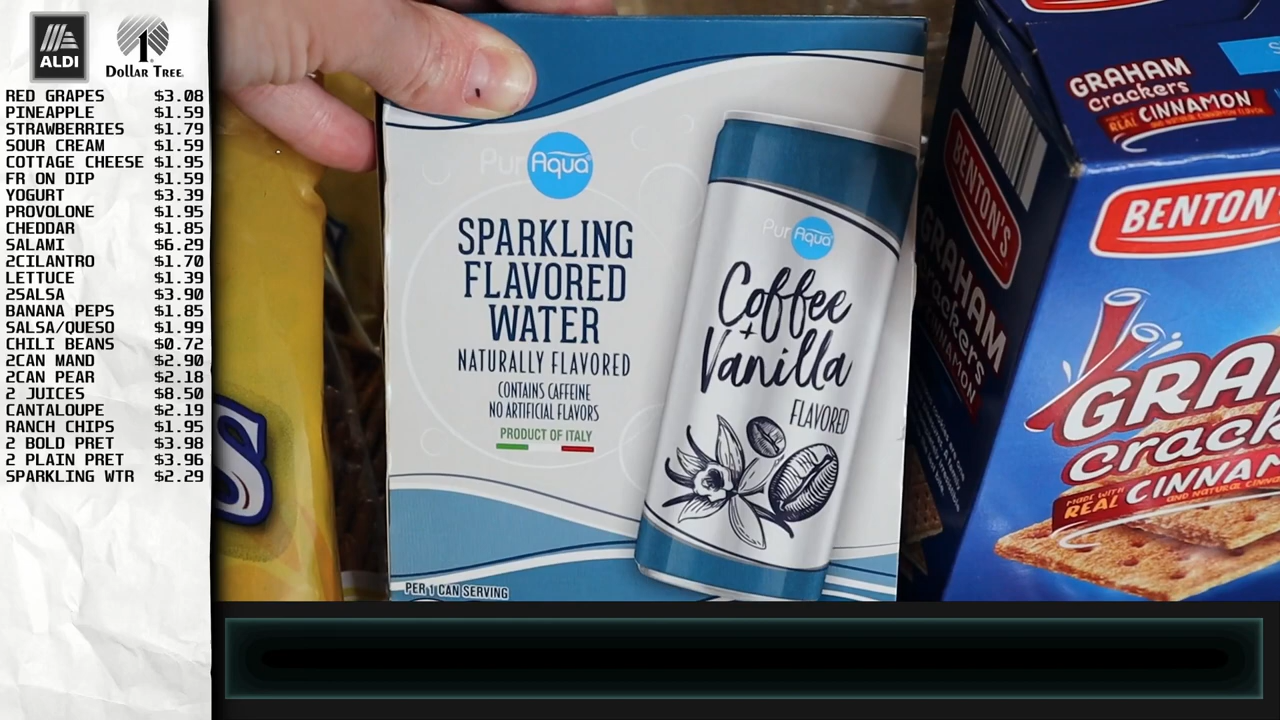 ALDI
DOLLAR TREE
RED GRAPES $3.08
PINEAPPLE $1.59
STRAWBERRIES $1.79
SOUR CREAM $1.59
COTTAGE CHEESE $1.95
FR ON DIP $1.59
YOGURT $3.39
PROVOLONE $1.95
CHEDDAR $1.85
SALAMI $6.29
2CILANTRO $1.70
LETTUCE $1.39
2SALSA $3.90
BANANA PEPS $1.85
SALSA/QUESO $1.99
CHILI BEANS $0.72
2CAN MAND $2.90
2CAN PEAR $2.18
2 JUICES $8.50
CANTALOUPE $2.19
RANCH CHIPS $1.95
2 BOLD PRET $3.98
2 PLAIN PRET $3.96
SPARKLING WTR $2.29
S
PurAqua®
SPARKLING
FLAVORED
WATER
NATURALLY FLAVORED
CONTAINS CAFFEINE
NO ARTIFICIAL FLAVORS
PRODUCT OF ITALY
PER 1 CAN SERVING
PurAqua
Coffee
+
Vanilla
FLAVORED
GRAHAM
crackers
REAL CINNAMON
BENTON'S
GRAHAM
crackers
CINNAMON
BENTON'
GRA
crack
MADE WITH
REAL CINNA
AND NATURAL